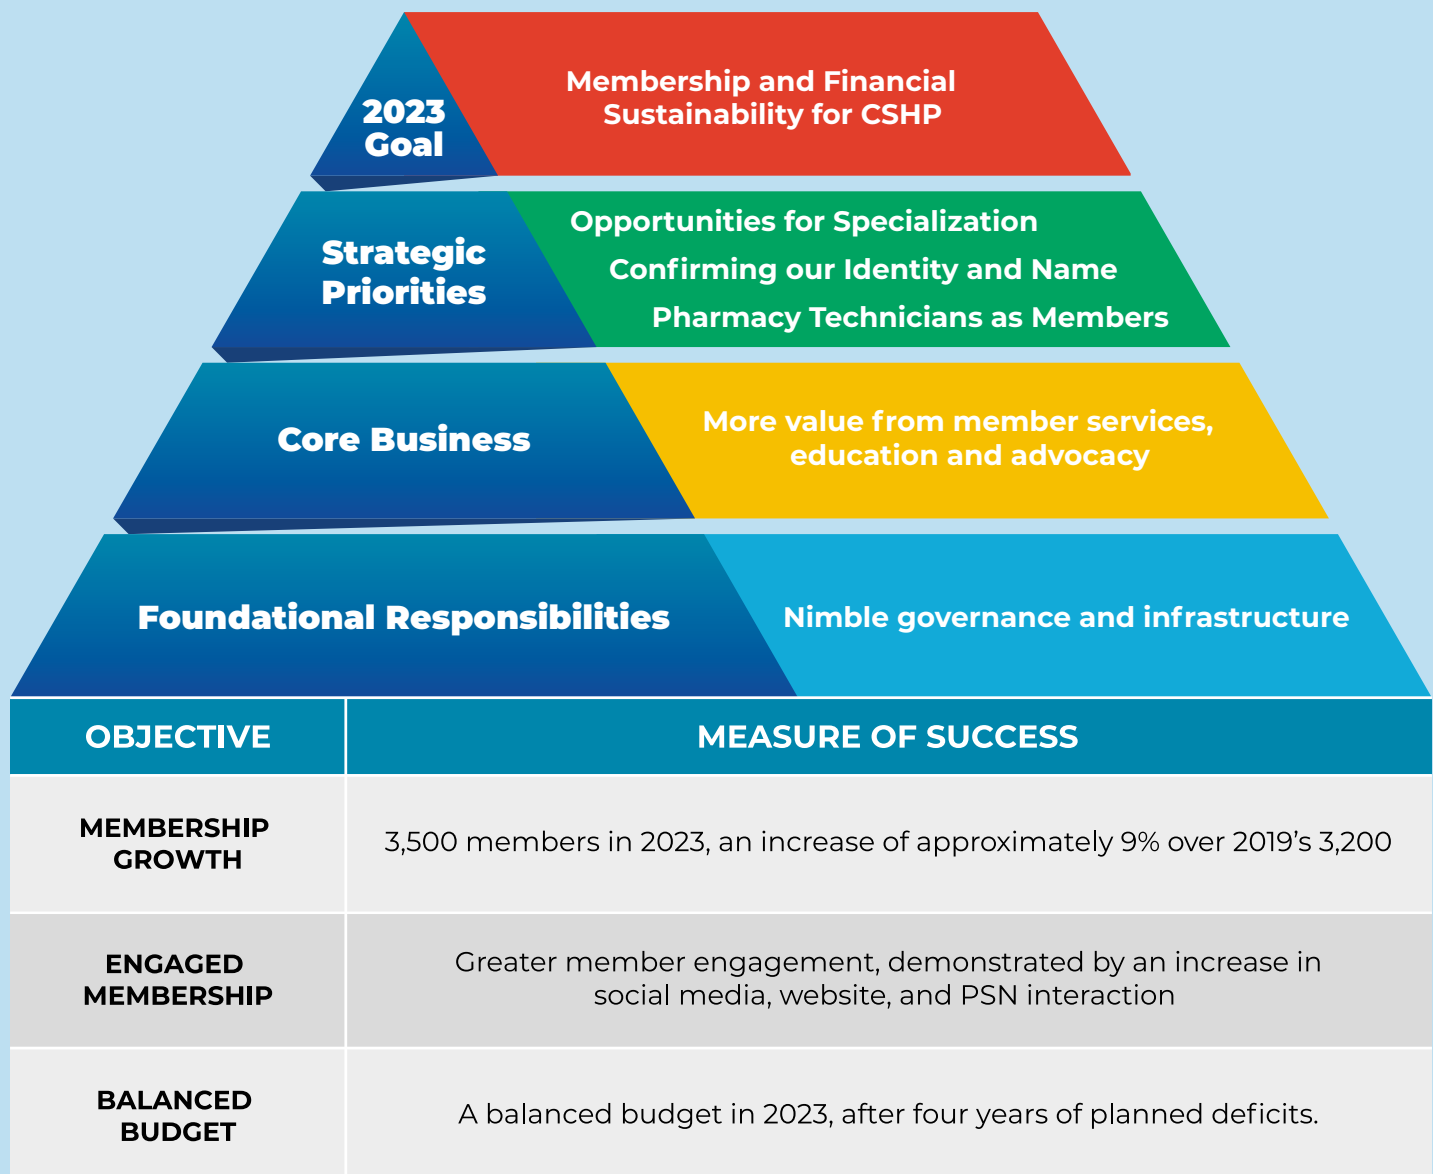 2023
Goal
Membership and Financial
Sustainability for CSHP
Strategic
Priorities
Opportunities for Specialization
Confirming our Identity and Name
Pharmacy Technicians as Members
Core Business
More value from member services,
education and advocacy
Foundational Responsibilities
Nimble governance and infrastructure
OBJECTIVE
MEASURE OF SUCCESS
MEMBERSHIP
GROWTH
3,500 members in 2023, an increase of approximately 9% over 2019’s 3,200
ENGAGED
MEMBERSHIP
Greater member engagement, demonstrated by an increase in
social media, website, and PSN interaction
BALANCED
BUDGET
A balanced budget in 2023, after four years of planned deficits.